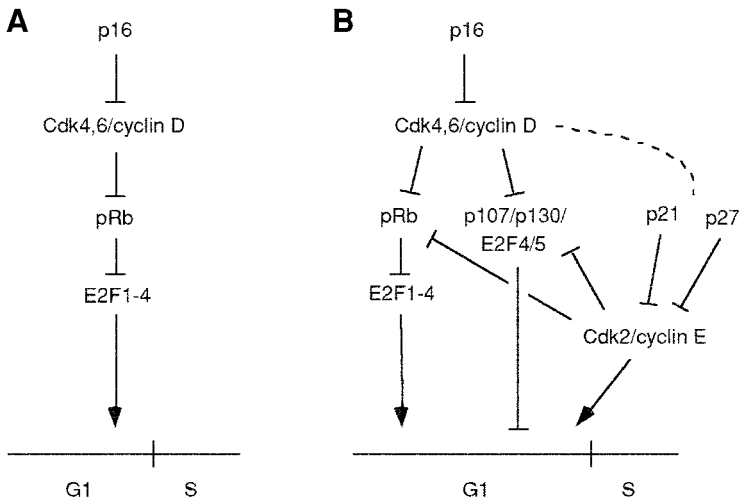 A
p16
Cdk4,6/cyclin D
pRb
E2F1-4
G1 S
B
p16
Cdk4,6/cyclin D
pRb p107/p130/ p21 p27
E2F4/5
E2F1-4
Cdk2/cyclin E
G1 S